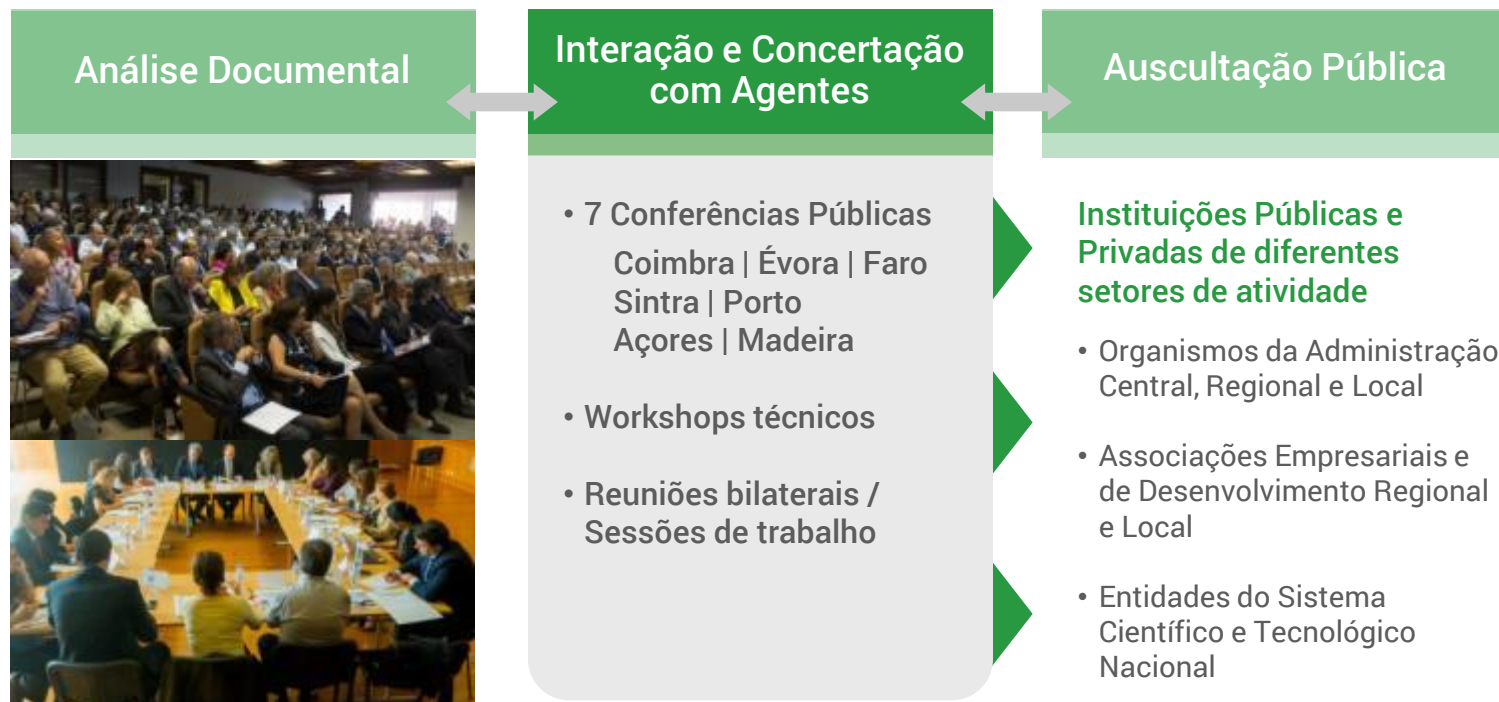 Análise Documental
Interação e Concertação
com Agentes
Auscultação Pública
• 7 Conferências Públicas
Coimbra | Évora | Faro
Sintra | Porto
Açores | Madeira
• Workshops técnicos
• Reuniões bilaterais /
Sessões de trabalho
Instituições Públicas e
Privadas de diferentes
setores de atividade
• Organismos da Administração
Central, Regional e Local
• Associações Empresariais e
de Desenvolvimento Regional
e Local
• Entidades do Sistema
Científico e Tecnológico
Nacional